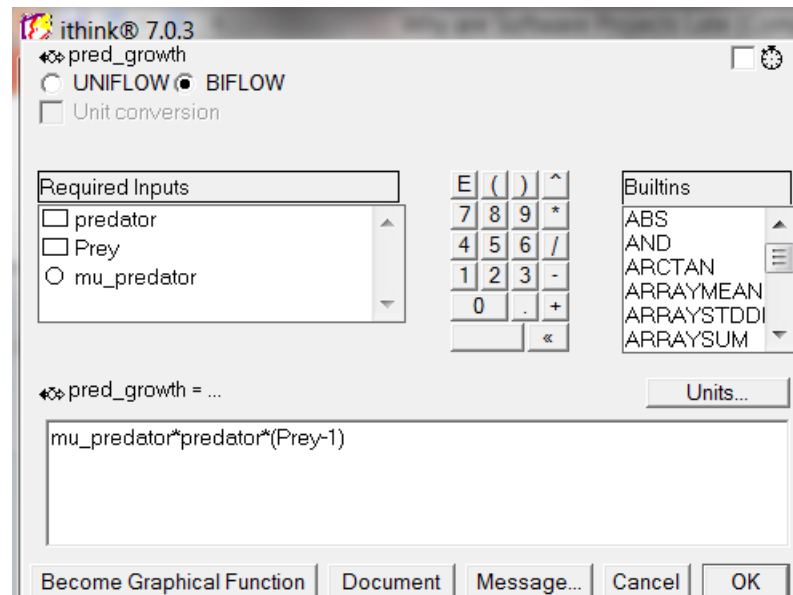 ithink® 7.0.3
pred_growth
UNIFLOW BIFLOW
Unit conversion
Required Inputs
predator
Prey
mu_predator
E ( ) ^
7 8 9 *
4 5 6 /
1 2 3 -
0 . +
«
Builtins
ABS
AND
ARCTAN
ARRAYMEAN
ARRAYSTDD
ARRAYSUM
pred_growth = ...
Units...
mu_predator*predator*(Prey-1)
Become Graphical Function Document Message... Cancel OK